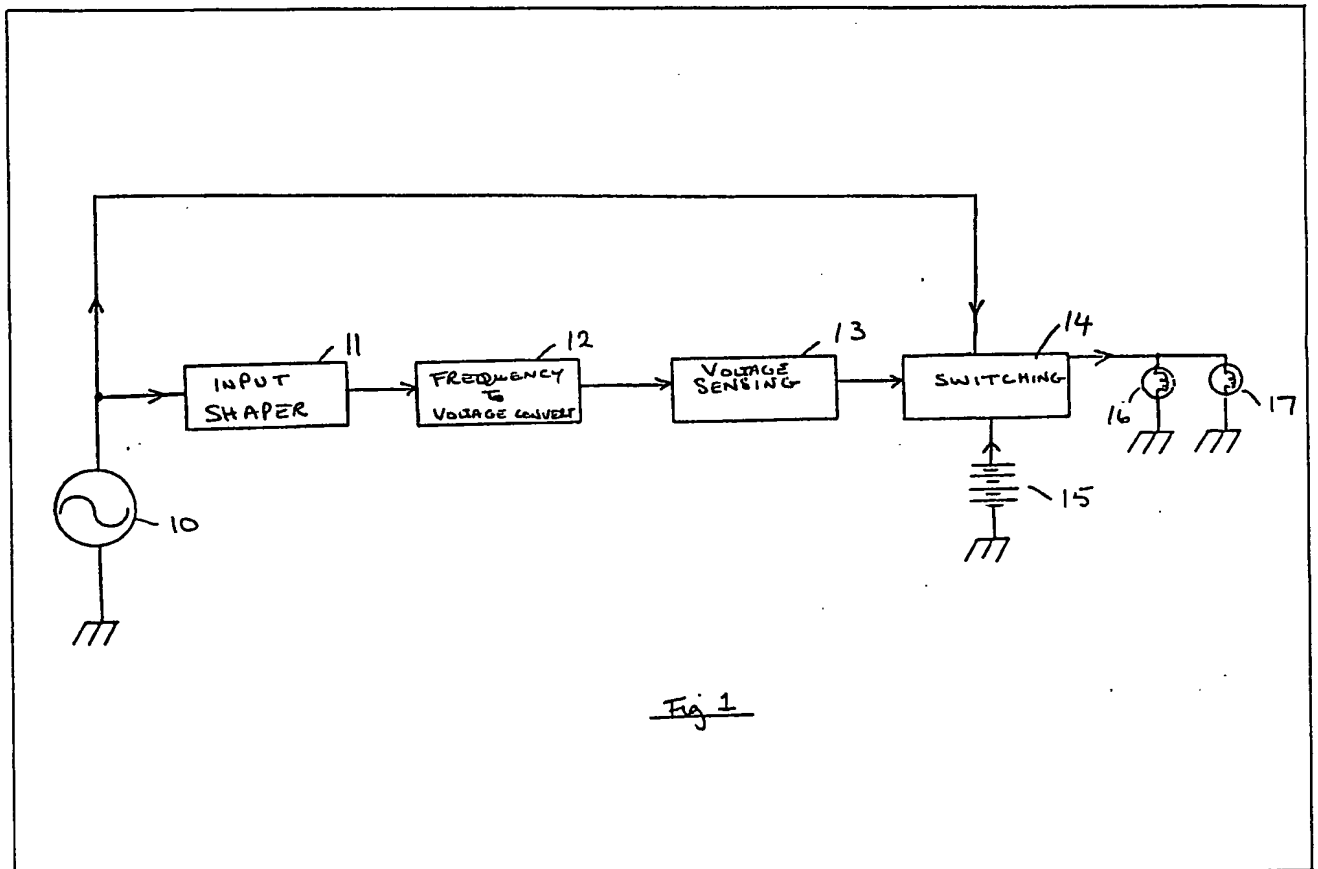 11
INPUT
SHAPER
12
FREQUENCY
TO
VOLTAGE CONVERT
13
VOLTAGE
SENSING
14
SWITCHING
16
17
15
10
Fig 1